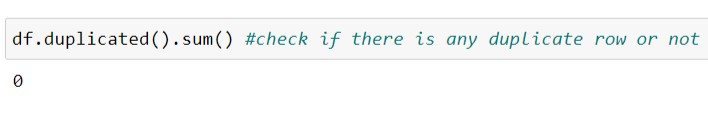 df.duplicated().sum() #check if there is any duplicate row or not
0